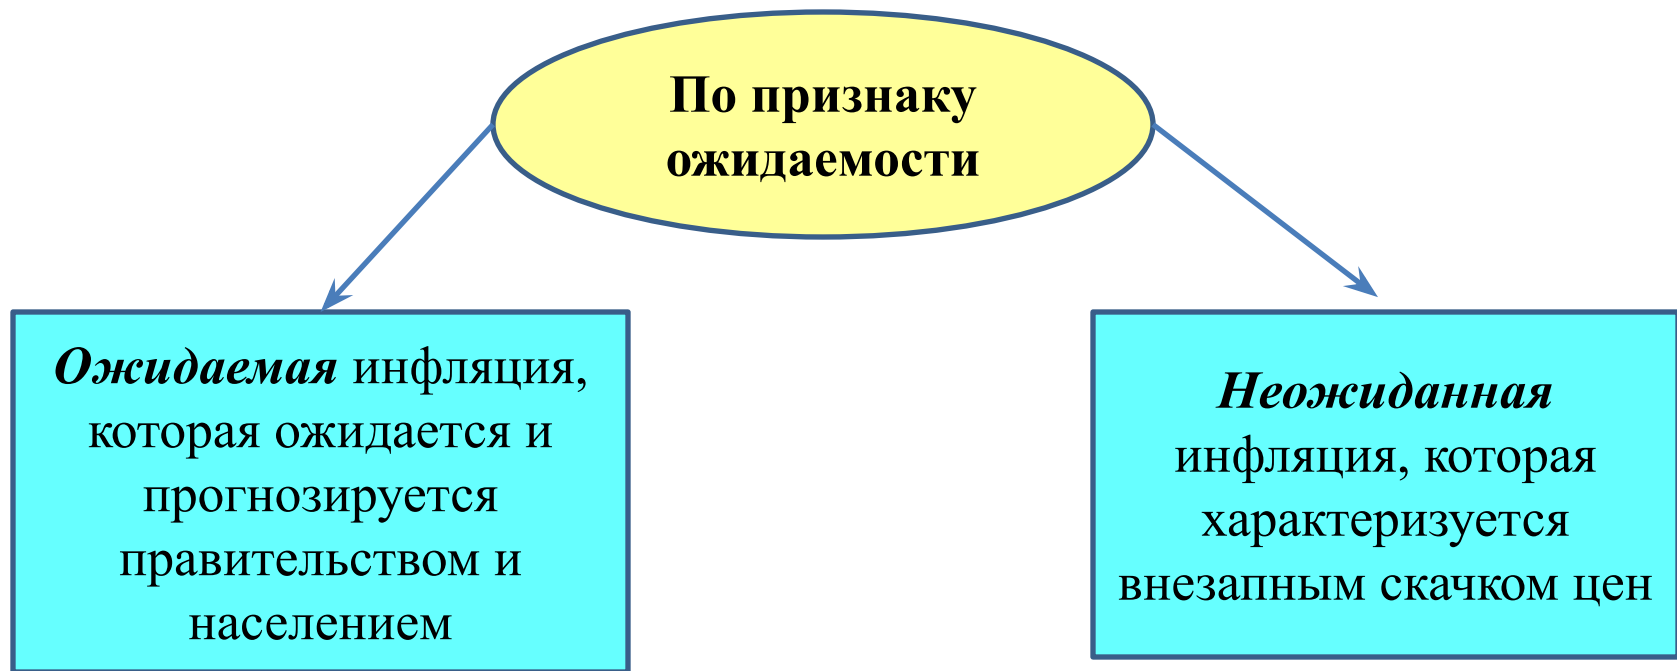 По признаку
ожидаемости
Ожидаемая инфляция,
которая ожидается и
прогнозируется
правительством и
населением
Неожиданная
инфляция, которая
характеризуется
внезапным скачком цен